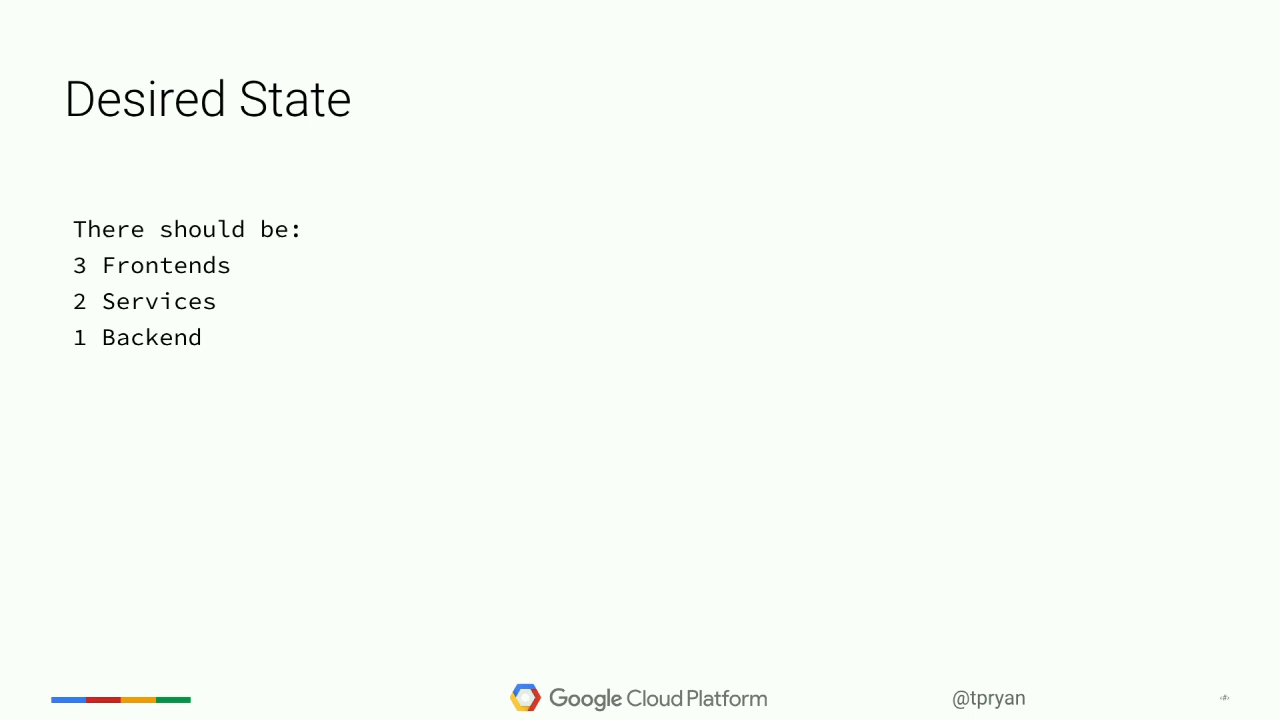 Desired State
There should be:
3 Frontends
2 Services
1 Backend
Google Cloud Platform
@tpryan